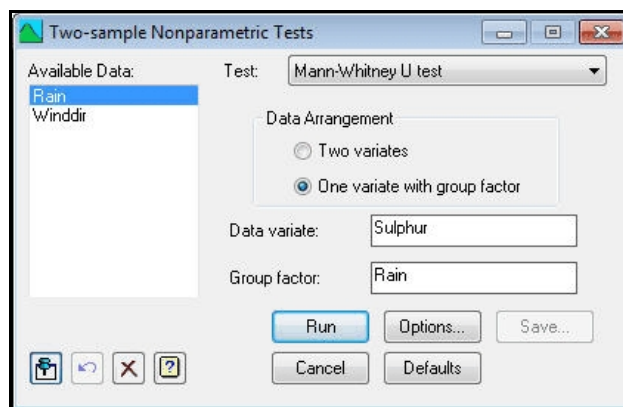 Two-sample Nonparametric Tests
Available Data:
Rain
Winddir
Test: Mann-Whitney U test
Data Arrangement
Two variates
One variate with group factor
Data variate: Sulphur
Group factor: Rain
Run Options... Save...
Cancel Defaults